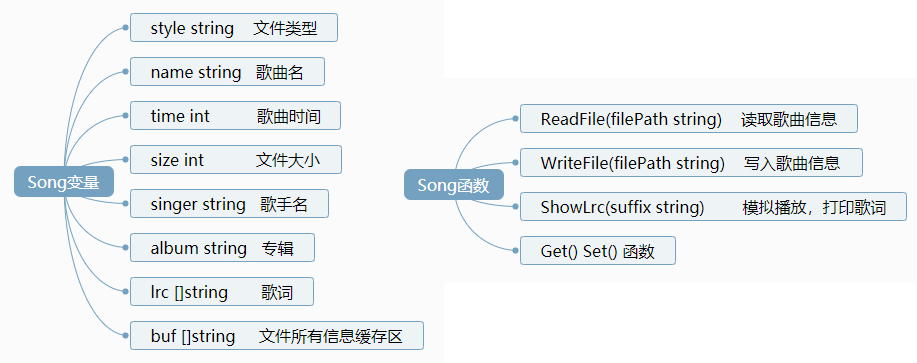 Song变量
style string 文件类型
name string 歌曲名
time int 歌曲时间
size int 文件大小
singer string 歌手名
album string 专辑
lrc []string 歌词
buf []string 文件所有信息缓存区
Song函数
ReadFile(filePath string) 读取歌曲信息
WriteFile(filePath string) 写入歌曲信息
ShowLrc(suffix string) 模拟播放，打印歌词
Get() Set() 函数